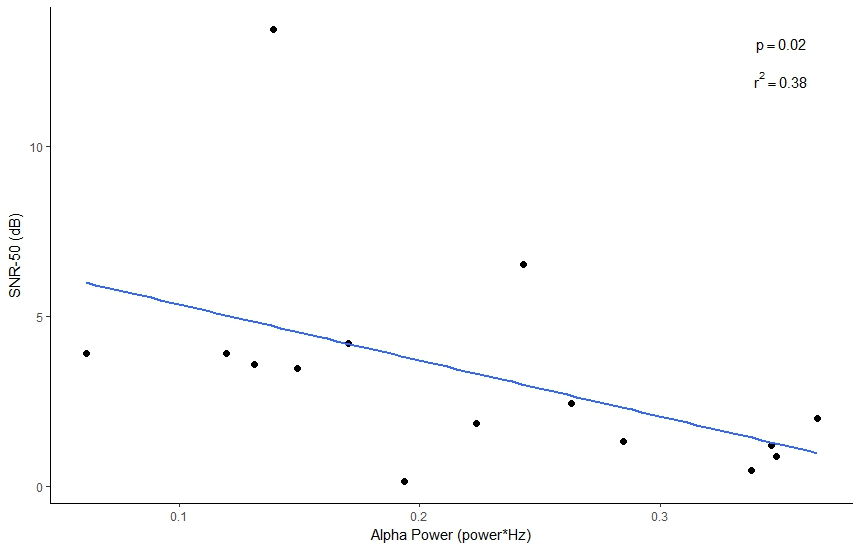 p = 0.02
r² = 0.38
10
5
0
SNR-50 (dB)
0.1 0.2 0.3
Alpha Power (power*Hz)